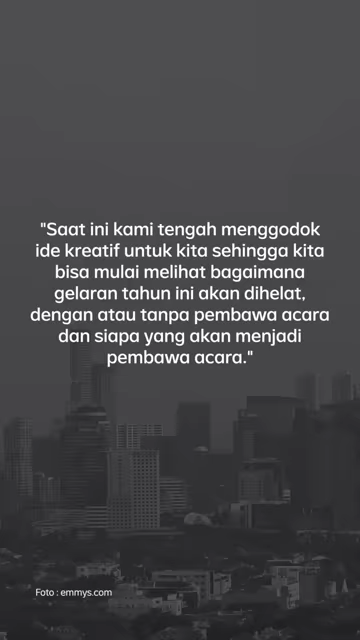 "Saat ini kami tengah menggodok
ide kreatif untuk kita sehingga kita
bisa mulai melihat bagaimana
gelaran tahun ini akan dihelat,
dengan atau tanpa pembawa acara
dan siapa yang akan menjadi
pembawa acara."
Foto : emmys.com